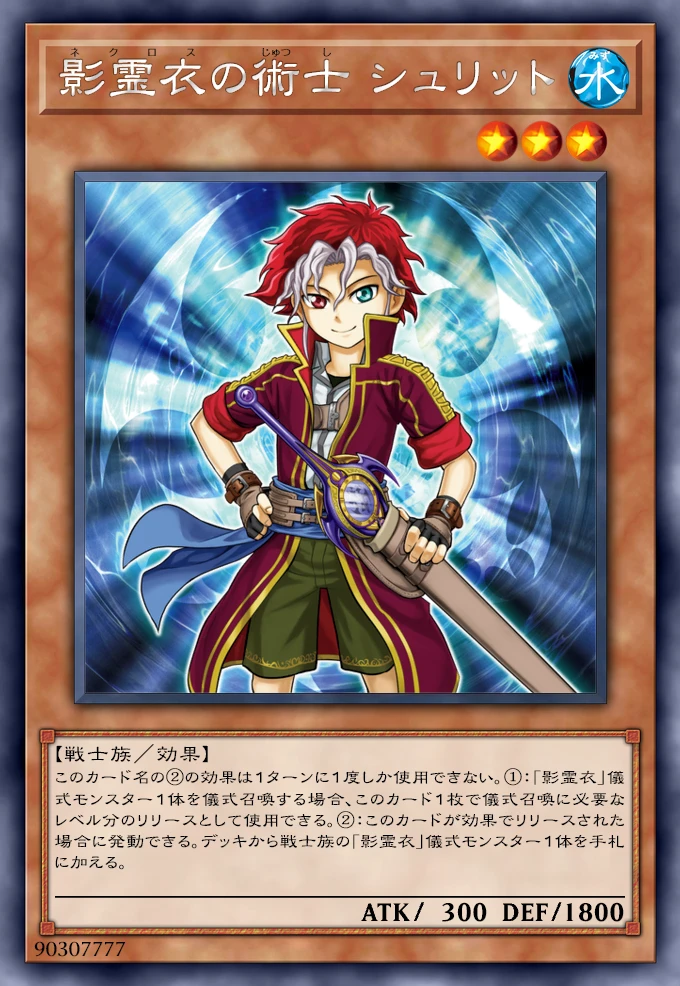 ネクロス じゅつ し
影霊衣の術士 シュリット
みず
水
【戦士族／効果】
このカード名の②の効果は１ターンに１度しか使用できない。①：「影霊衣」儀
式モンスター１体を儀式召喚する場合、このカード１枚で儀式召喚に必要な
レベル分のリリースとして使用できる。②：このカードが効果でリリースされた
場合に発動できる。デッキから戦士族の「影霊衣」儀式モンスター１体を手札
に加える。
ATK/ 300 DEF/1800
90307777